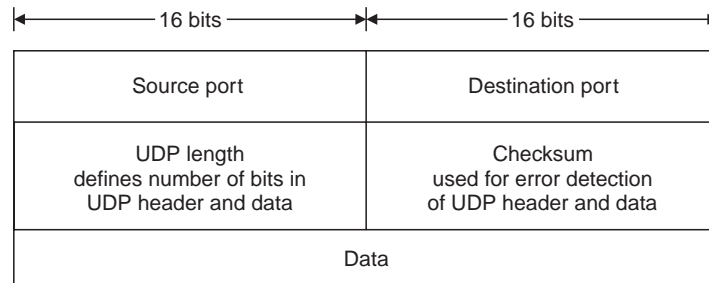 16 bits
16 bits
Source port
Destination port
UDP length
defines number of bits in
UDP header and data
Checksum
used for error detection
of UDP header and data
Data